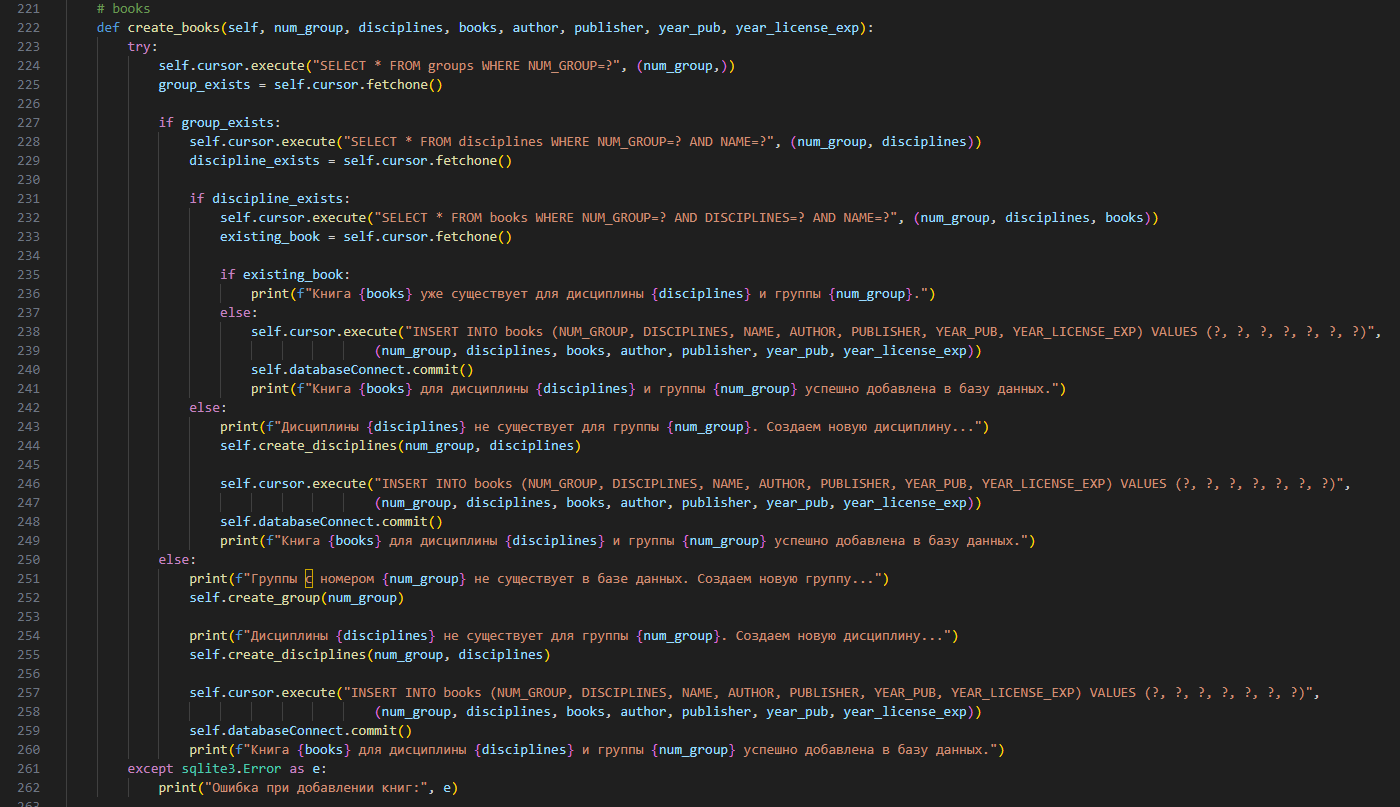 221 # books
222 def create_books(self, num_group, disciplines, books, author, publisher, year_pub, year_license_exp):
223 try:
224 self.cursor.execute("SELECT * FROM groups WHERE NUM_GROUP=?", (num_group,))
225 group_exists = self.cursor.fetchone()
226
227 if group_exists:
228 self.cursor.execute("SELECT * FROM disciplines WHERE NUM_GROUP=? AND NAME=?", (num_group, disciplines))
229 discipline_exists = self.cursor.fetchone()
230
231 if discipline_exists:
232 self.cursor.execute("SELECT * FROM books WHERE NUM_GROUP=? AND DISCIPLINES=? AND NAME=?", (num_group, disciplines, books))
233 existing_book = self.cursor.fetchone()
234
235 if existing_book:
236 print(f"Книга {books} уже существует для дисциплины {disciplines} и группы {num_group}.")
237 else:
238 self.cursor.execute("INSERT INTO books (NUM_GROUP, DISCIPLINES, NAME, AUTHOR, PUBLISHER, YEAR_PUB, YEAR_LICENSE_EXP) VALUES (?, ?, ?, ?, ?, ?, ?)",
239 (num_group, disciplines, books, author, publisher, year_pub, year_license_exp))
240 self.databaseConnect.commit()
241 print(f"Книга {books} для дисциплины {disciplines} и группы {num_group} успешно добавлена в базу данных.")
242 else:
243 print(f"Дисциплины {disciplines} не существует для группы {num_group}. Создаем новую дисциплину...")
244 self.create_disciplines(num_group, disciplines)
245
246 self.cursor.execute("INSERT INTO books (NUM_GROUP, DISCIPLINES, NAME, AUTHOR, PUBLISHER, YEAR_PUB, YEAR_LICENSE_EXP) VALUES (?, ?, ?, ?, ?, ?, ?)",
247 (num_group, disciplines, books, author, publisher, year_pub, year_license_exp))
248 self.databaseConnect.commit()
249 print(f"Книга {books} для дисциплины {disciplines} и группы {num_group} успешно добавлена в базу данных.")
250 else:
251 print(f"Группы с номером {num_group} не существует в базе данных. Создаем новую группу...")
252 self.create_group(num_group)
253
254 print(f"Дисциплины {disciplines} не существует для группы {num_group}. Создаем новую дисциплину...")
255 self.create_disciplines(num_group, disciplines)
256
257 self.cursor.execute("INSERT INTO books (NUM_GROUP, DISCIPLINES, NAME, AUTHOR, PUBLISHER, YEAR_PUB, YEAR_LICENSE_EXP) VALUES (?, ?, ?, ?, ?, ?, ?)",
258 (num_group, disciplines, books, author, publisher, year_pub, year_license_exp))
259 self.databaseConnect.commit()
260 print(f"Книга {books} для дисциплины {disciplines} и группы {num_group} успешно добавлена в базу данных.")
261 except sqlite3.Error as e:
262 print("Ошибка при добавлении книг:", e)
263